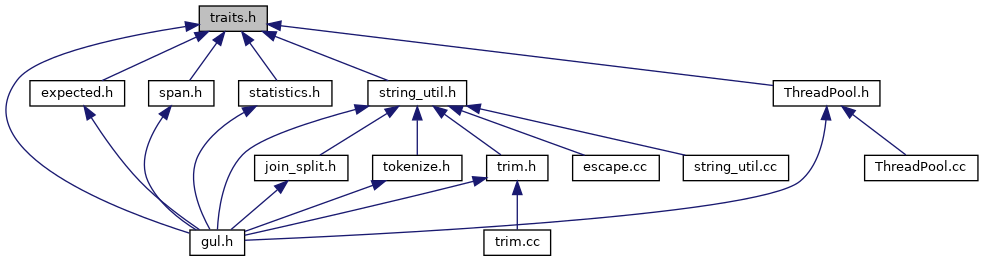 traits.h
expected.h
span.h
statistics.h
string_util.h
ThreadPool.h
join_split.h
tokenize.h
trim.h
escape.cc
string_util.cc
ThreadPool.cc
gul.h
trim.cc